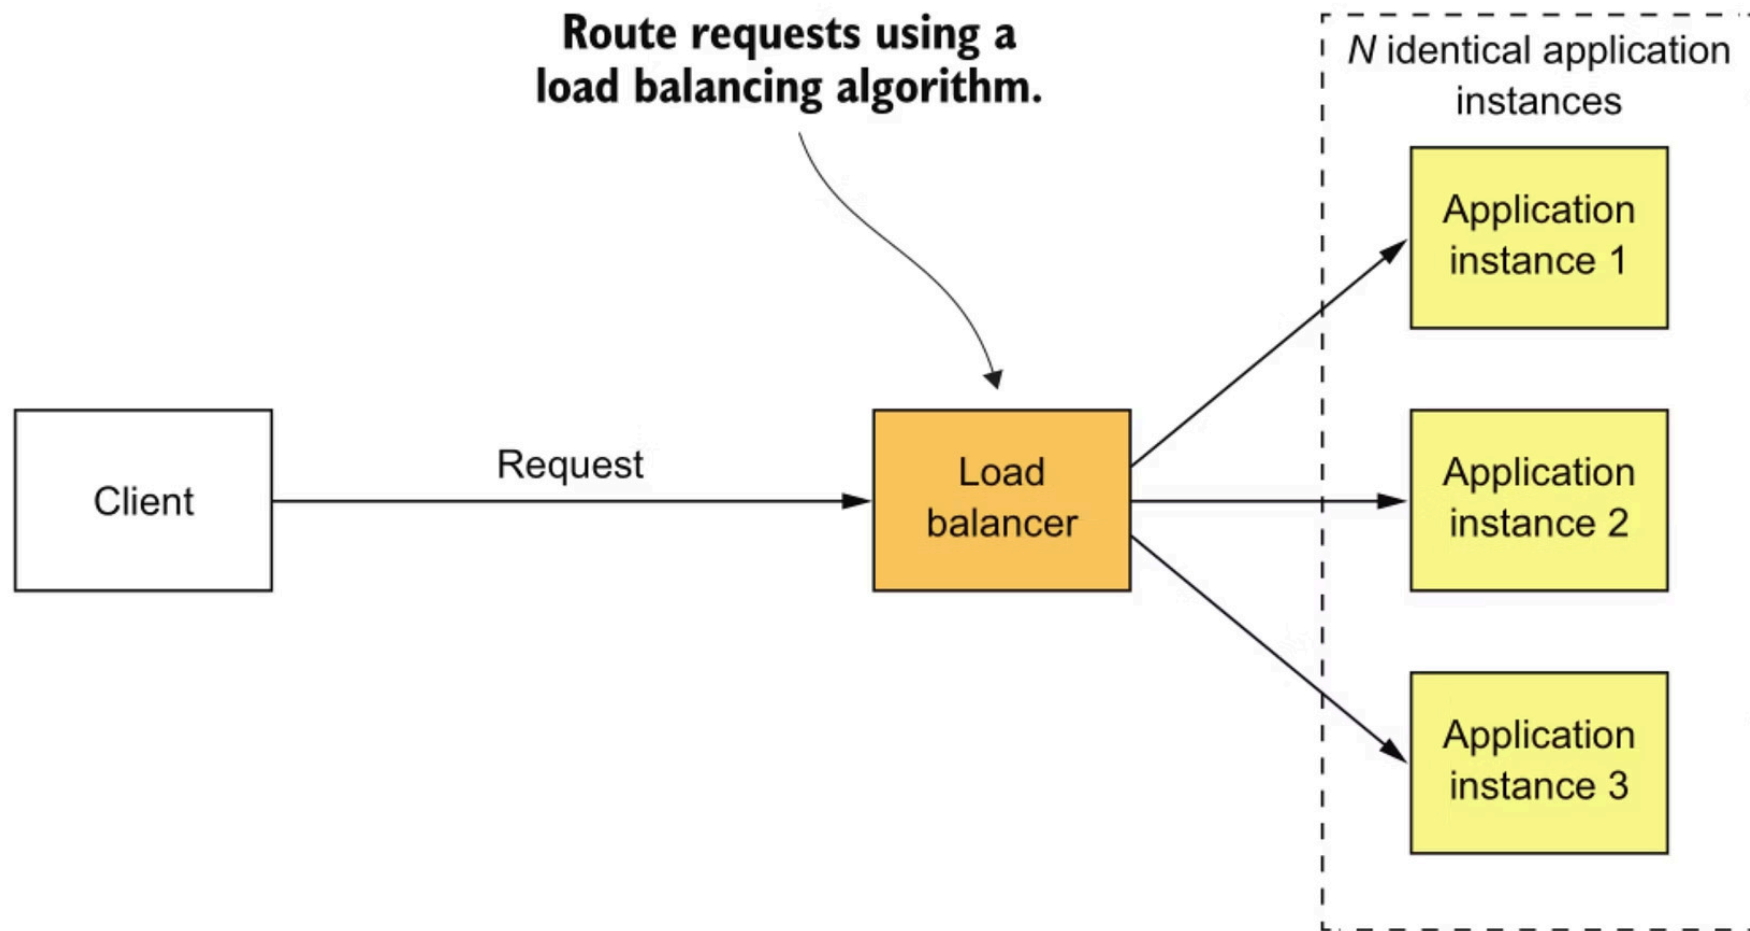 Route requests using a
load balancing algorithm.
N identical application
instances
Application
instance 1
Client
Request
Load
balancer
Application
instance 2
Application
instance 3